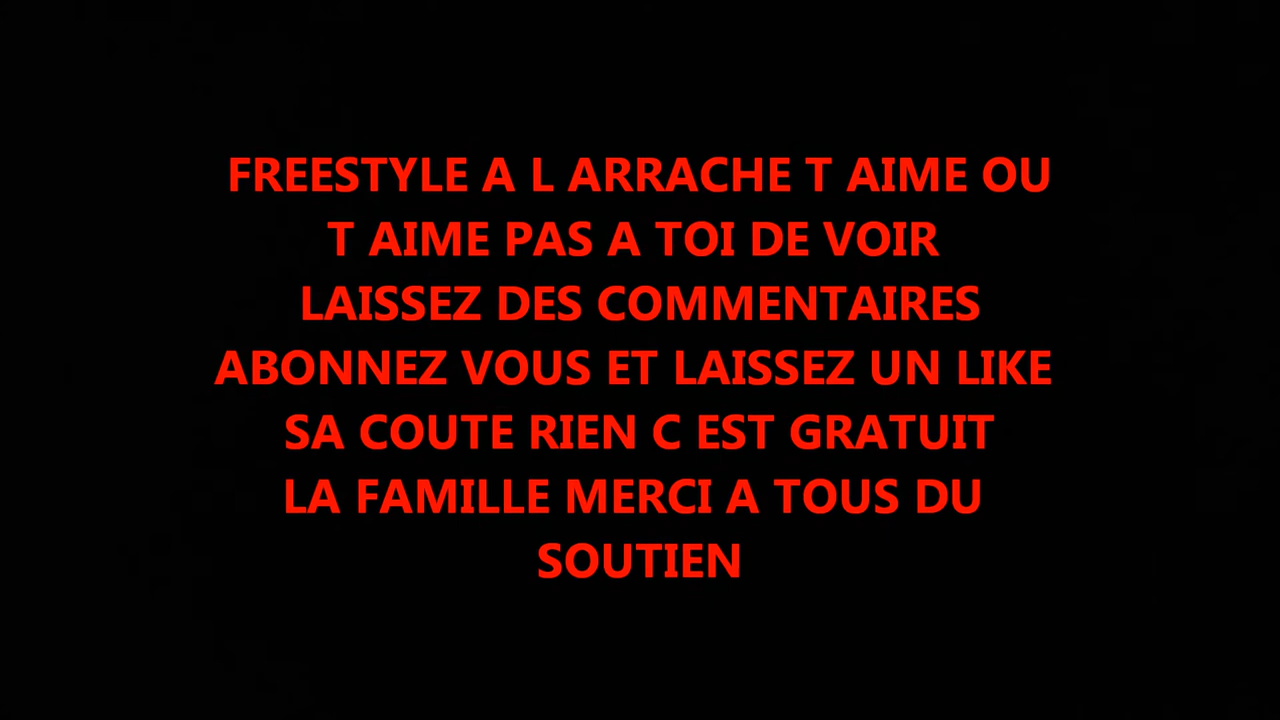 FREESTYLE A L ARRACHE T AIME OU
T AIME PAS A TOI DE VOIR
LAISSEZ DES COMMENTAIRES
ABONNEZ VOUS ET LAISSEZ UN LIKE
SA COUTE RIEN C EST GRATUIT
LA FAMILLE MERCI A TOUS DU
SOUTIEN